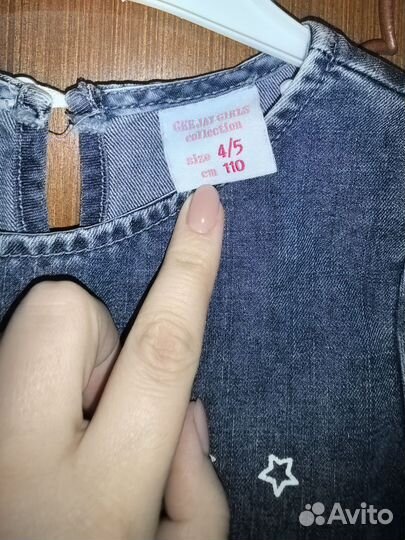 GEEJAY GIRLS
collection
size 4/5
cm 110
Avito